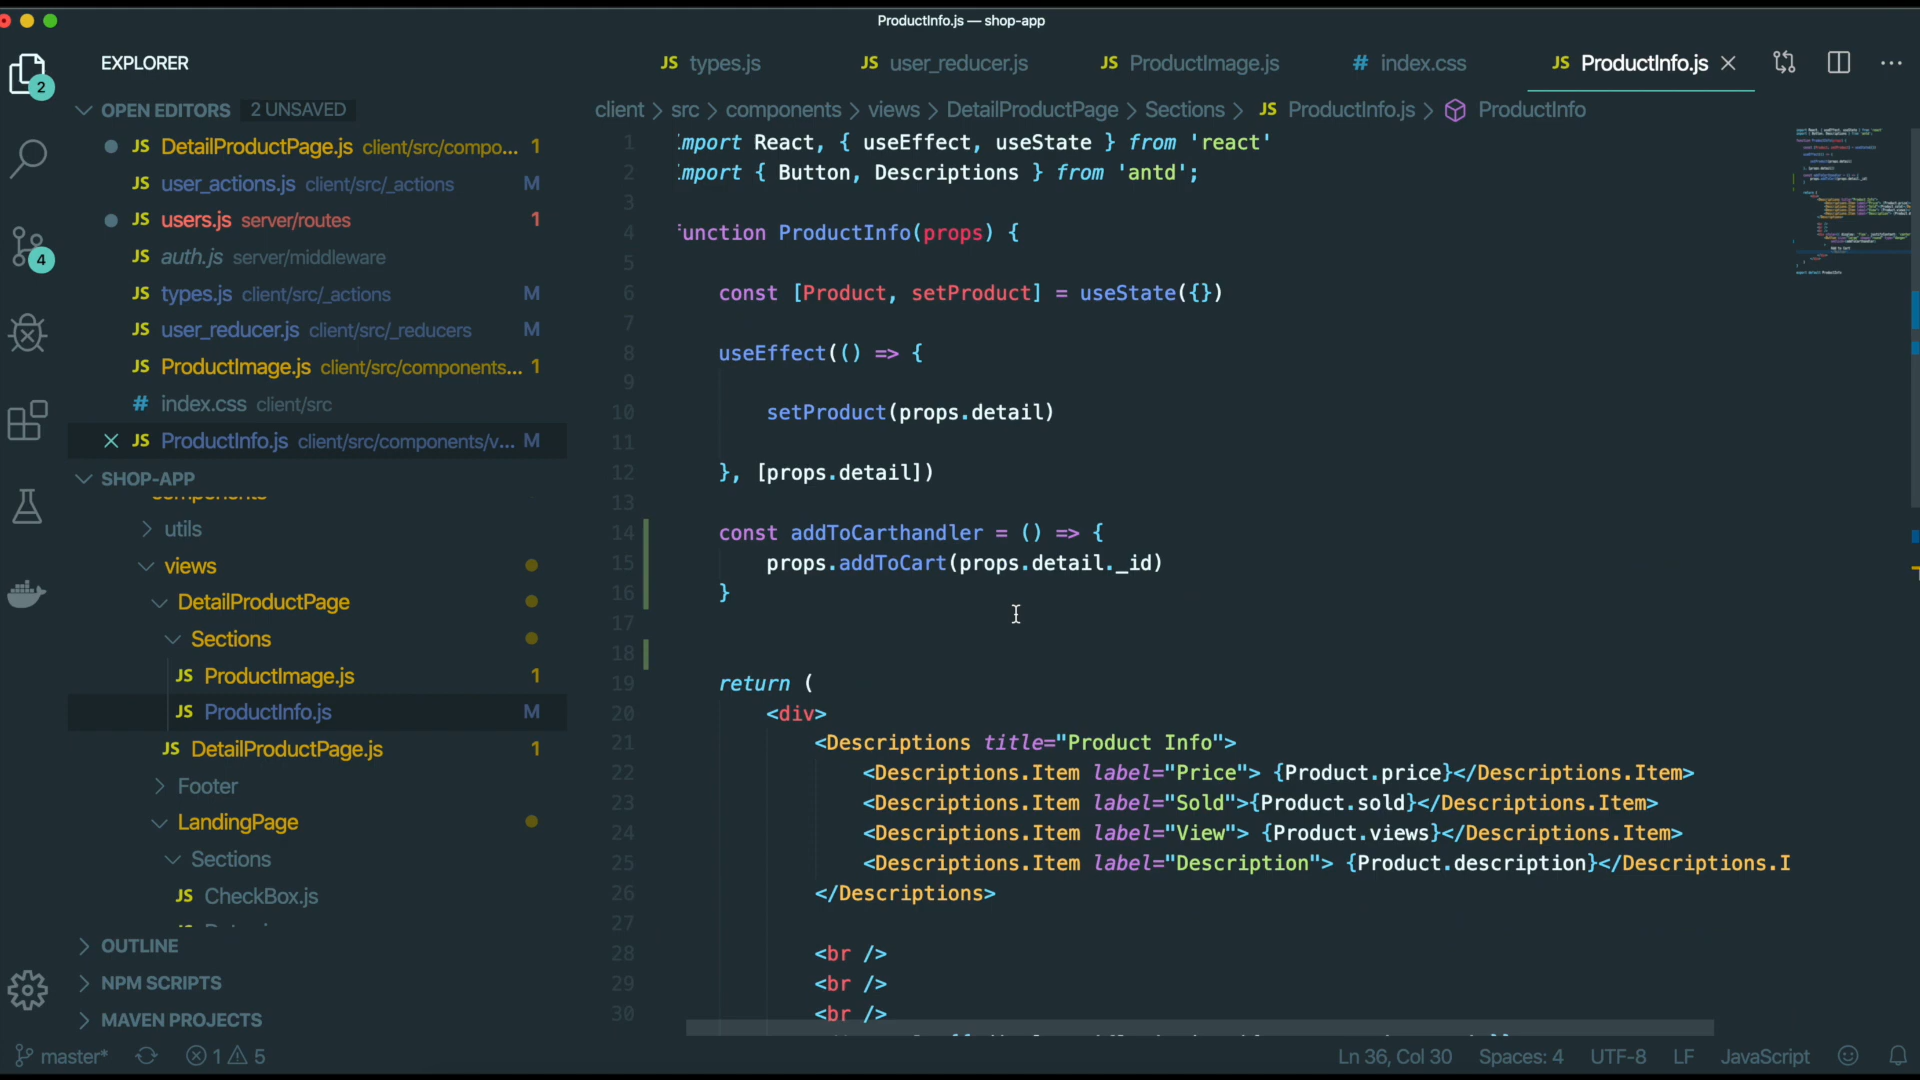 ProductInfo.js — shop-app
EXPLORER
JS types.js
JS user_reducer.js
JS ProductImage.js
# index.css
JS ProductInfo.js
2
OPEN EDITORS 2 UNSAVED
client > src > components > views > DetailProductPage > Sections > JS ProductInfo.js > ProductInfo
JS DetailProductPage.js client/src/compo... 1
JS user_actions.js client/src/_actions M
JS users.js server/routes 1
JS auth.js server/middleware
4
JS types.js client/src/_actions M
JS user_reducer.js client/src/_reducers M
JS ProductImage.js client/src/components... 1
# index.css client/src
JS ProductInfo.js client/src/components/v... M
SHOP-APP
components
utils
views
DetailProductPage
Sections
JS ProductImage.js 1
JS ProductInfo.js M
JS DetailProductPage.js 1
Footer
LandingPage
Sections
JS CheckBox.js
OUTLINE
NPM SCRIPTS
MAVEN PROJECTS
1 mport React, { useEffect, useState } from 'react'
2 mport { Button, Descriptions } from 'antd';
3
4 unction ProductInfo(props) {
5
6 const [Product, setProduct] = useState({})
7
8 useEffect(() => {
9
10 setProduct(props.detail)
11
12 }, [props.detail])
13
14 const addToCarthandler = () => {
15 props.addToCart(props.detail._id)
16 }
17
18
19 return (
20 <div>
21 <Descriptions title="Product Info">
22 <Descriptions.Item label="Price"> {Product.price}</Descriptions.Item>
23 <Descriptions.Item label="Sold">{Product.sold}</Descriptions.Item>
24 <Descriptions.Item label="View"> {Product.views}</Descriptions.Item>
25 <Descriptions.Item label="Description"> {Product.description}</Descriptions.I
26 </Descriptions>
27
28 <br />
29 <br />
30 <br />
master* 1 5
Ln 36, Col 30 Spaces: 4 UTF-8 LF JavaScript